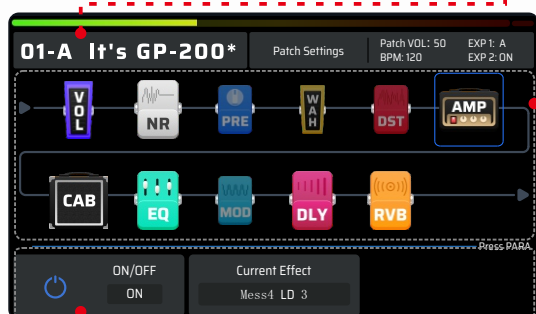 01-A It's GP-200*
Patch Settings
Patch VOL: 50 EXP 1: A
BPM: 120 EXP 2: ON
VOL NR PRE WAH DST AMP
CAB EQ MOD DLY RVB
Press PARA
ON/OFF
ON
Current Effect
Mess4 LD 3